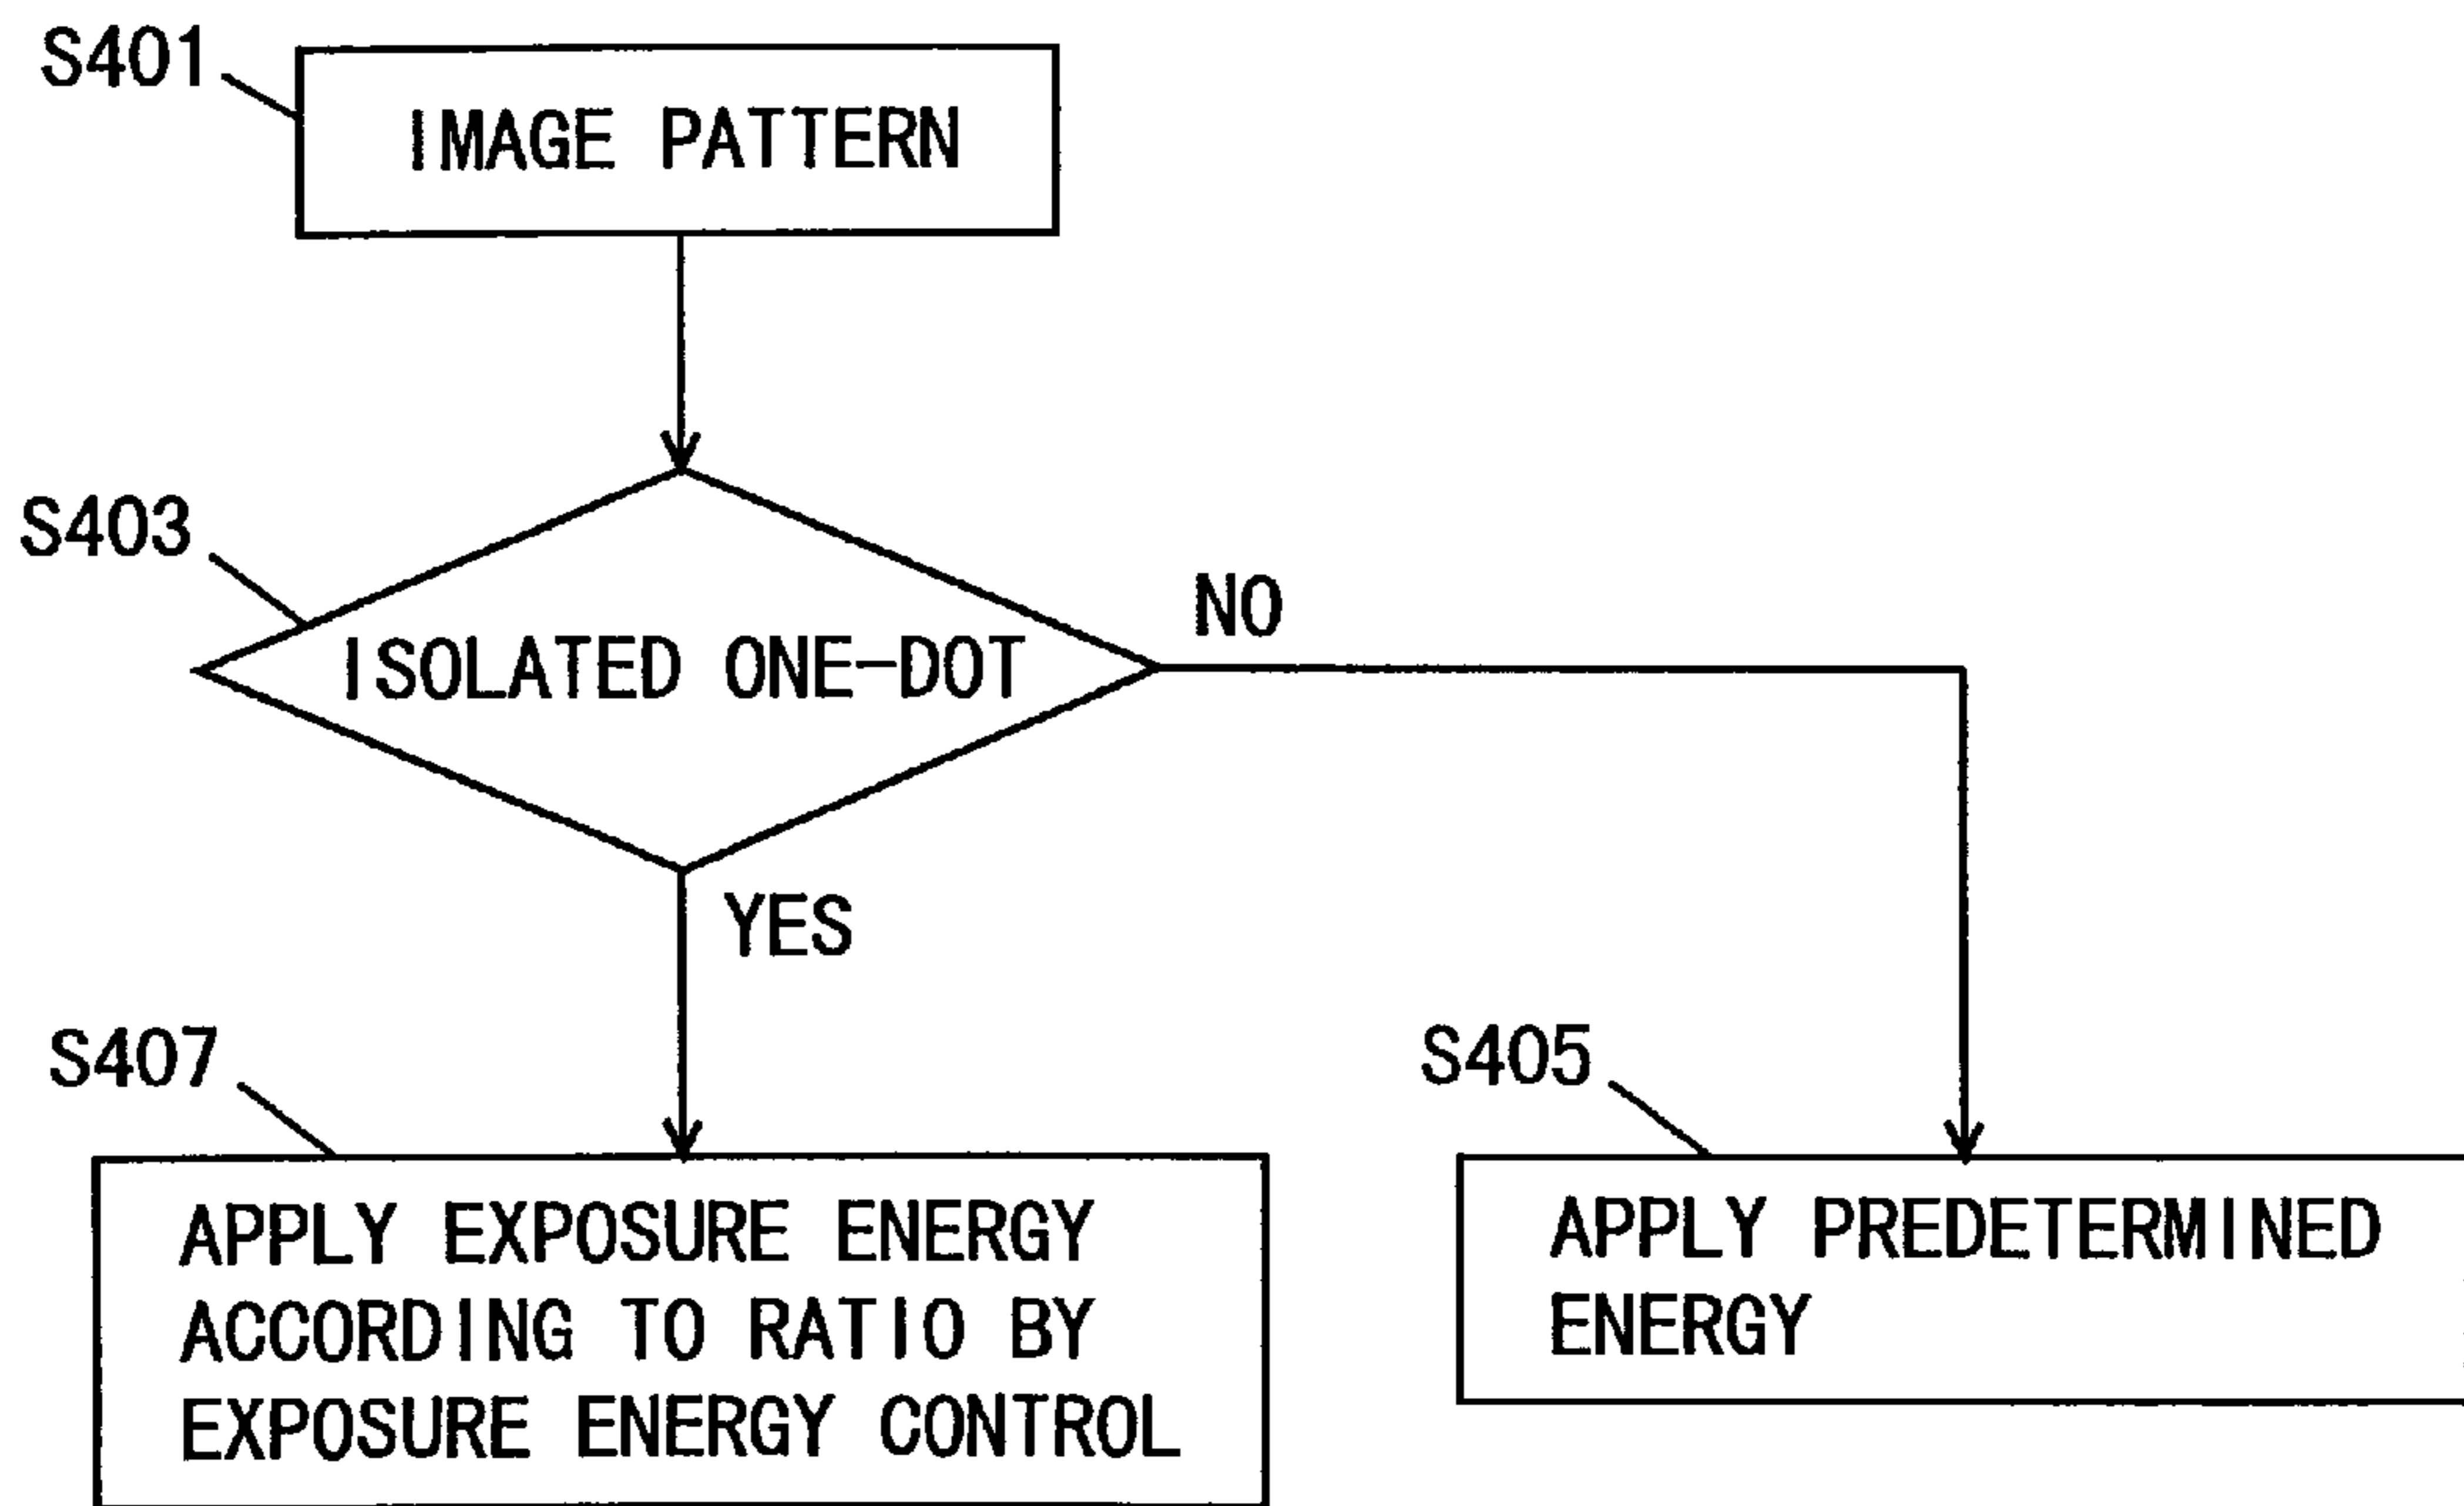 S401
IMAGE PATTERN
S403
ISOLATED ONE-DOT
NO
YES
S407
APPLY EXPOSURE ENERGY
ACCORDING TO RATIO BY
EXPOSURE ENERGY CONTROL
S405
APPLY PREDETERMINED
ENERGY